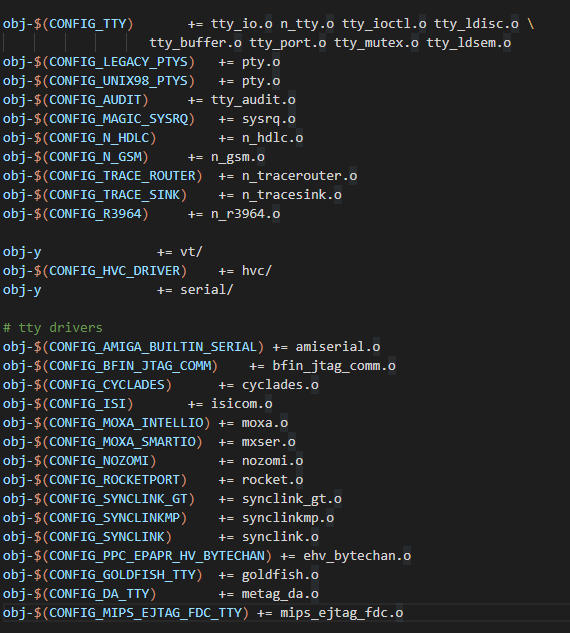 obj-$(CONFIG_TTY) += tty_io.o n_tty.o tty_ioctl.o tty_ldisc.o \
tty_buffer.o tty_port.o tty_mutex.o tty_ldsem.o
obj-$(CONFIG_LEGACY_PTYS) += pty.o
obj-$(CONFIG_UNIX98_PTYS) += pty.o
obj-$(CONFIG_AUDIT) += tty_audit.o
obj-$(CONFIG_MAGIC_SYSRQ) += sysrq.o
obj-$(CONFIG_N_HDLC) += n_hdlc.o
obj-$(CONFIG_N_GSM) += n_gsm.o
obj-$(CONFIG_TRACE_ROUTER) += n_tracerouter.o
obj-$(CONFIG_TRACE_SINK) += n_tracesink.o
obj-$(CONFIG_R3964) += n_r3964.o
obj-y += vt/
obj-$(CONFIG_HVC_DRIVER) += hvc/
obj-y += serial/
# tty drivers
obj-$(CONFIG_AMIGA_BUILTIN_SERIAL) += amiserial.o
obj-$(CONFIG_BFIN_JTAG_COMM) += bfin_jtag_comm.o
obj-$(CONFIG_CYCLADES) += cyclades.o
obj-$(CONFIG_ISI) += isicom.o
obj-$(CONFIG_MOXA_INTELLIO) += moxa.o
obj-$(CONFIG_MOXA_SMARTIO) += mxser.o
obj-$(CONFIG_NOZOMI) += nozomi.o
obj-$(CONFIG_ROCKETPORT) += rocket.o
obj-$(CONFIG_SYNCLINK_GT) += synclink_gt.o
obj-$(CONFIG_SYNCLINKMP) += synclinkmp.o
obj-$(CONFIG_SYNCLINK) += synclink.o
obj-$(CONFIG_PPC_EPAPR_HV_BYTECHAN) += ehv_bytechan.o
obj-$(CONFIG_GOLDFISH_TTY) += goldfish.o
obj-$(CONFIG_DA_TTY) += metag_da.o
obj-$(CONFIG_MIPS_EJTAG_FDC_TTY) += mips_ejtag_fdc.o